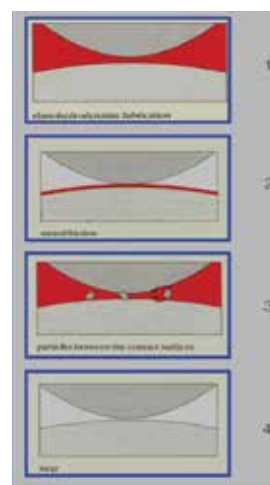 elastohydrodynamic lubrication
1
mixed friction
2
particles between the contact surfaces
3
wear
4